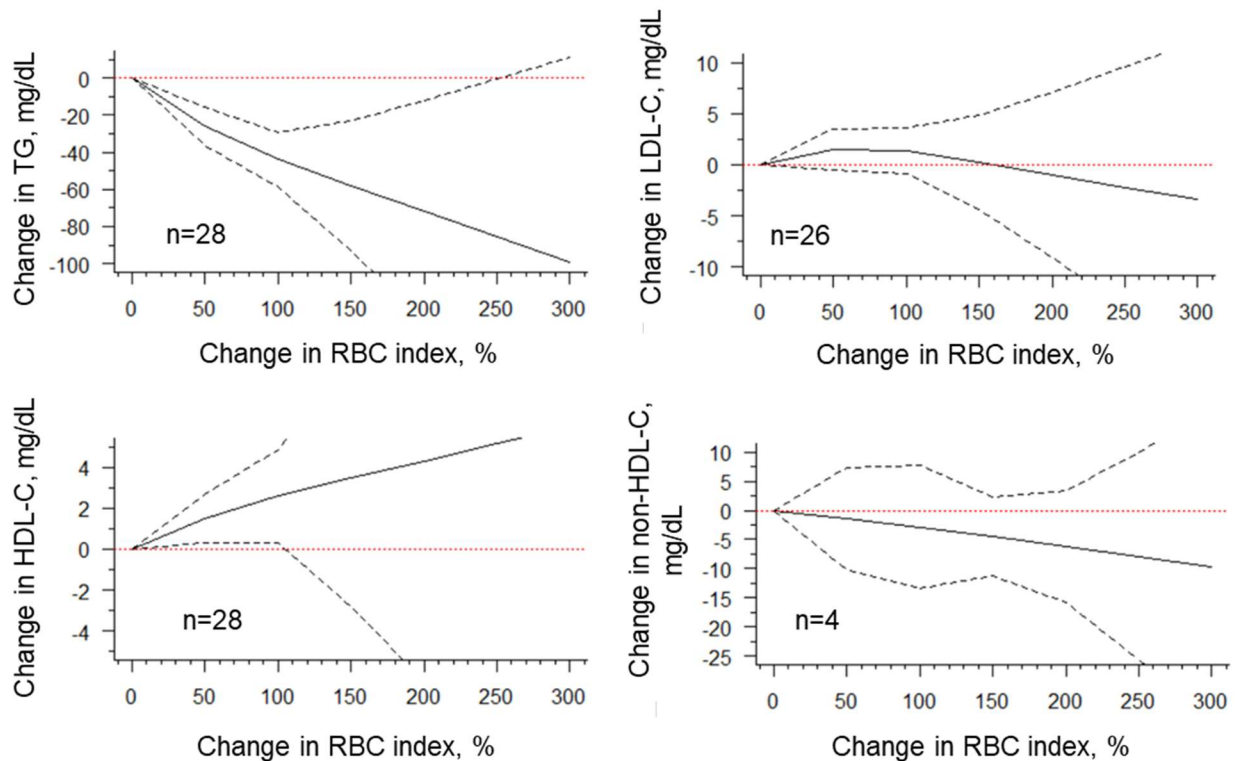 Change in TG, mg/dL
0
-20
-40
-60
-80
-100
n=28
0 50 100 150 200 250 300
Change in RBC index, %
Change in LDL-C, mg/dL
10
5
0
-5
-10
n=26
0 50 100 150 200 250 300
Change in RBC index, %
Change in HDL-C, mg/dL
4
2
0
-2
-4
n=28
0 50 100 150 200 250 300
Change in RBC index, %
Change in non-HDL-C,
mg/dL
10
5
0
-5
-10
-15
-20
-25
n=4
0 50 100 150 200 250 300
Change in RBC index, %